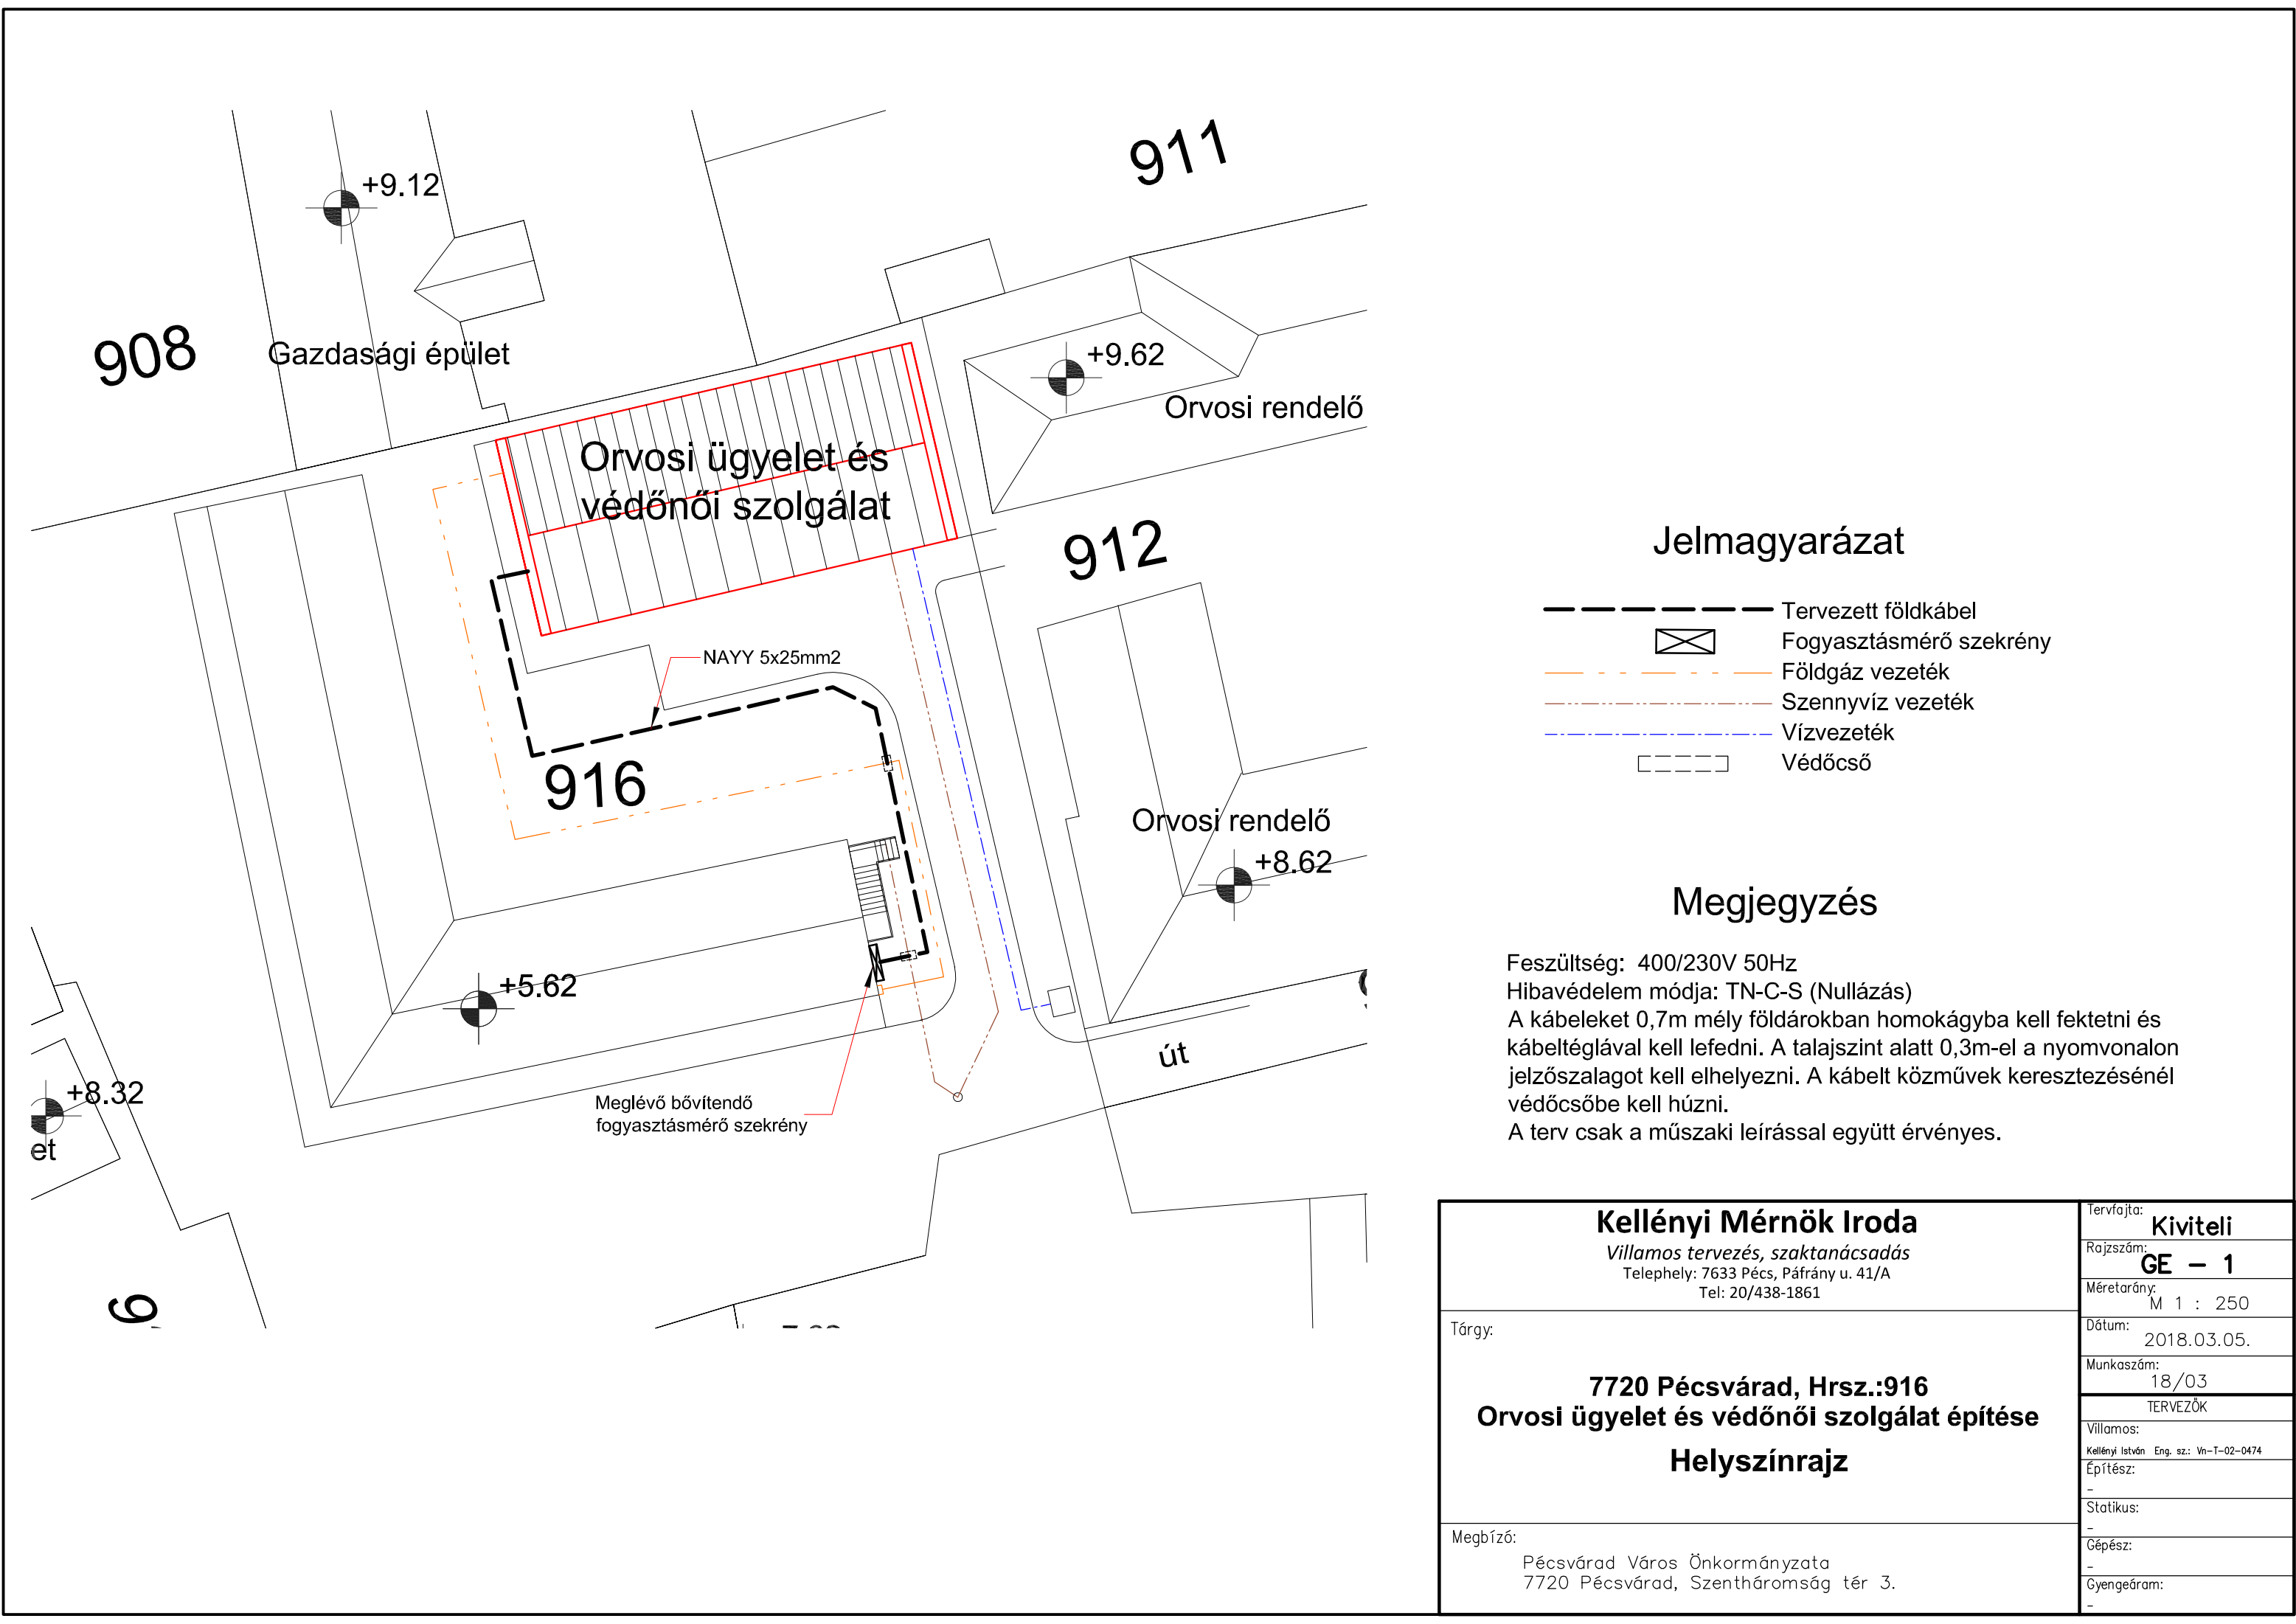 911
+9.12
908
Gazdasági épület
+9.62
Orvosi rendelő
Orvosi ügyelet és
védőnői szolgálat
912
NAYY 5x25mm2
916
Orvosi rendelő
+8.62
+5.62
út
+8.32
et
Meglévő bővítendő
fogyasztásmérő szekrény
Jelmagyarázat
Tervezett földkábel
Fogyasztásmérő szekrény
Földgáz vezeték
Szennyvíz vezeték
Vízvezeték
Védőcső
Megjegyzés
Feszültség: 400/230V 50Hz
Hibavédelem módja: TN-C-S (Nullázás)
A kábeleket 0,7m mély földárokban homokágyba kell fektetni és
kábeltéglával kell lefedni. A talajszint alatt 0,3m-el a nyomvonalon
jelzőszalagot kell elhelyezni. A kábelt közművek keresztezésénél
védőcsőbe kell húzni.
A terv csak a műszaki leírással együtt érvényes.
Kellényi Mérnök Iroda
Villamos tervezés, szaktanácsadás
Telephely: 7633 Pécs, Páfrány u. 41/A
Tel: 20/438-1861
Tárgy:
7720 Pécsvárad, Hrsz.:916
Orvosi ügyelet és védőnői szolgálat építése
Helyszínrajz
Megbízó:
Pécsvárad Város Önkormányzata
7720 Pécsvárad, Szentháromság tér 3.
Tervfajta:
Kiviteli
Rajzszám:
GE - 1
Méretarány:
M 1 : 250
Dátum:
2018.03.05.
Munkaszám:
18/03
TERVEZŐK
Villamos:
Kellényi István Eng. sz.: Vn-T-02-0474
Építész:
-
Statikus:
-
Gépész:
-
Gyengeáram:
-